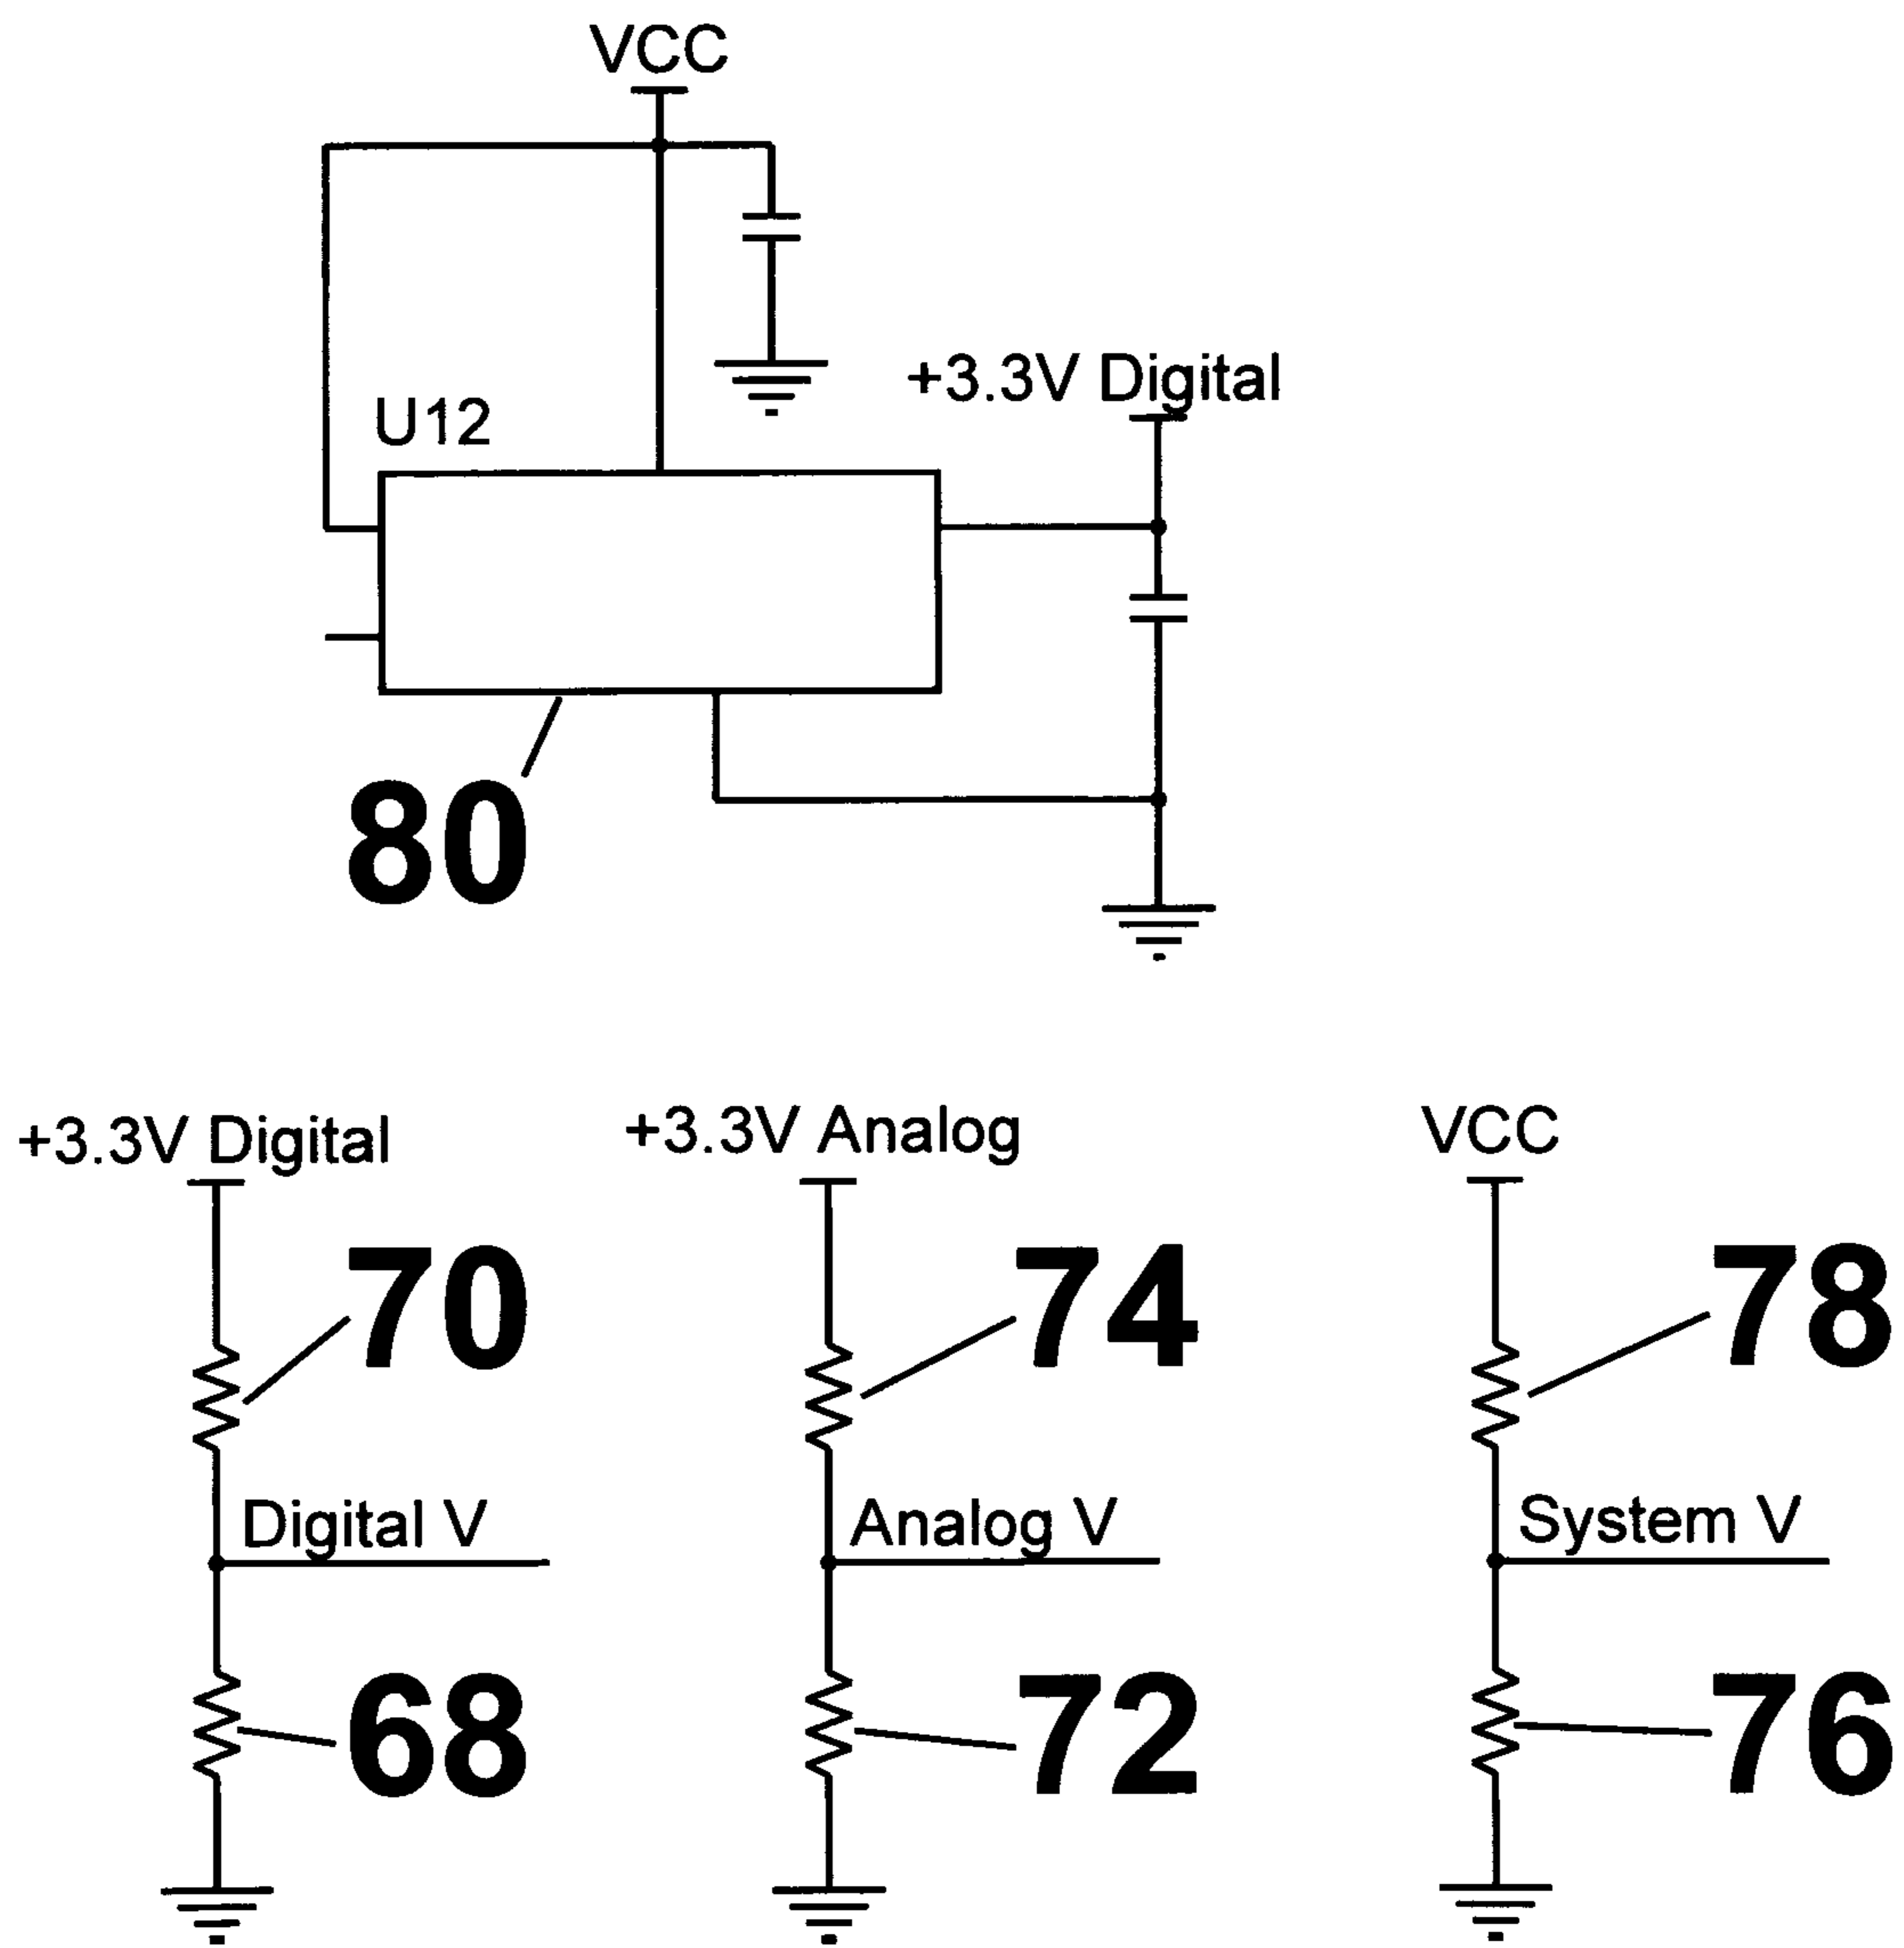 VCC
+3.3V Digital
U12
80
+3.3V Digital
+3.3V Analog
VCC
70
74
78
Digital V
Analog V
System V
68
72
76